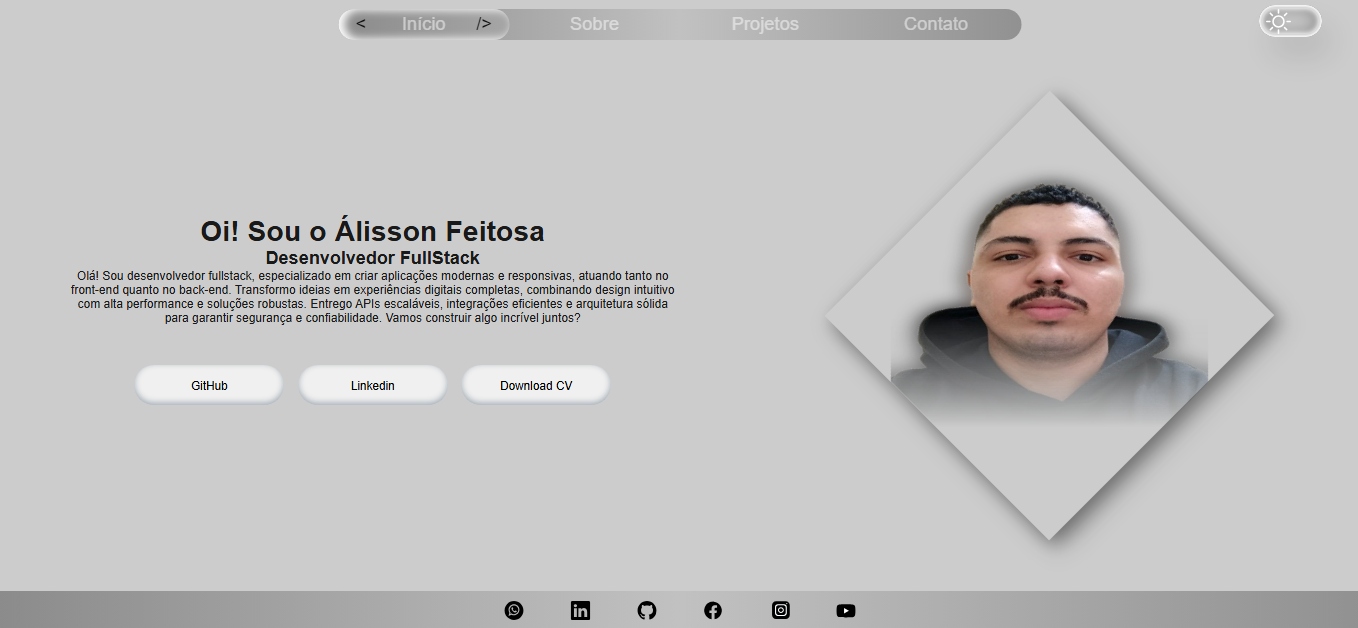 < Início /> Sobre Projetos Contato
Oi! Sou o Álisson Feitosa
Desenvolvedor FullStack
Olá! Sou desenvolvedor fullstack, especializado em criar aplicações modernas e responsivas, atuando tanto no
front-end quanto no back-end. Transformo ideias em experiências digitais completas, combinando design intuitivo
com alta performance e soluções robustas. Entrego APIs escaláveis, integrações eficientes e arquitetura sólida
para garantir segurança e confiabilidade. Vamos construir algo incrível juntos?
GitHub Linkedin Download CV